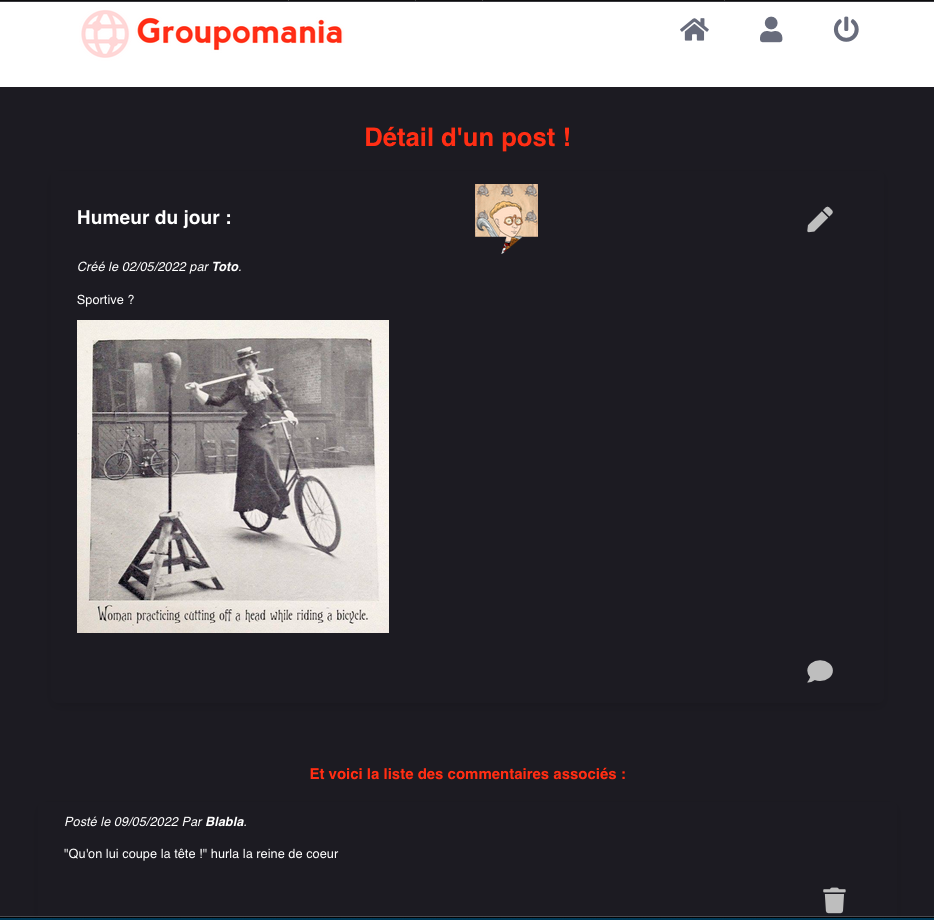 Groupomania
Détail d'un post !
Humeur du jour :
Créé le 02/05/2022 par Toto.
Sportive ?
Woman practicing cutting off a head while riding a bicycle.
Et voici la liste des commentaires associés :
Posté le 09/05/2022 Par Blabla.
"Qu'on lui coupe la tête !" hurla la reine de coeur